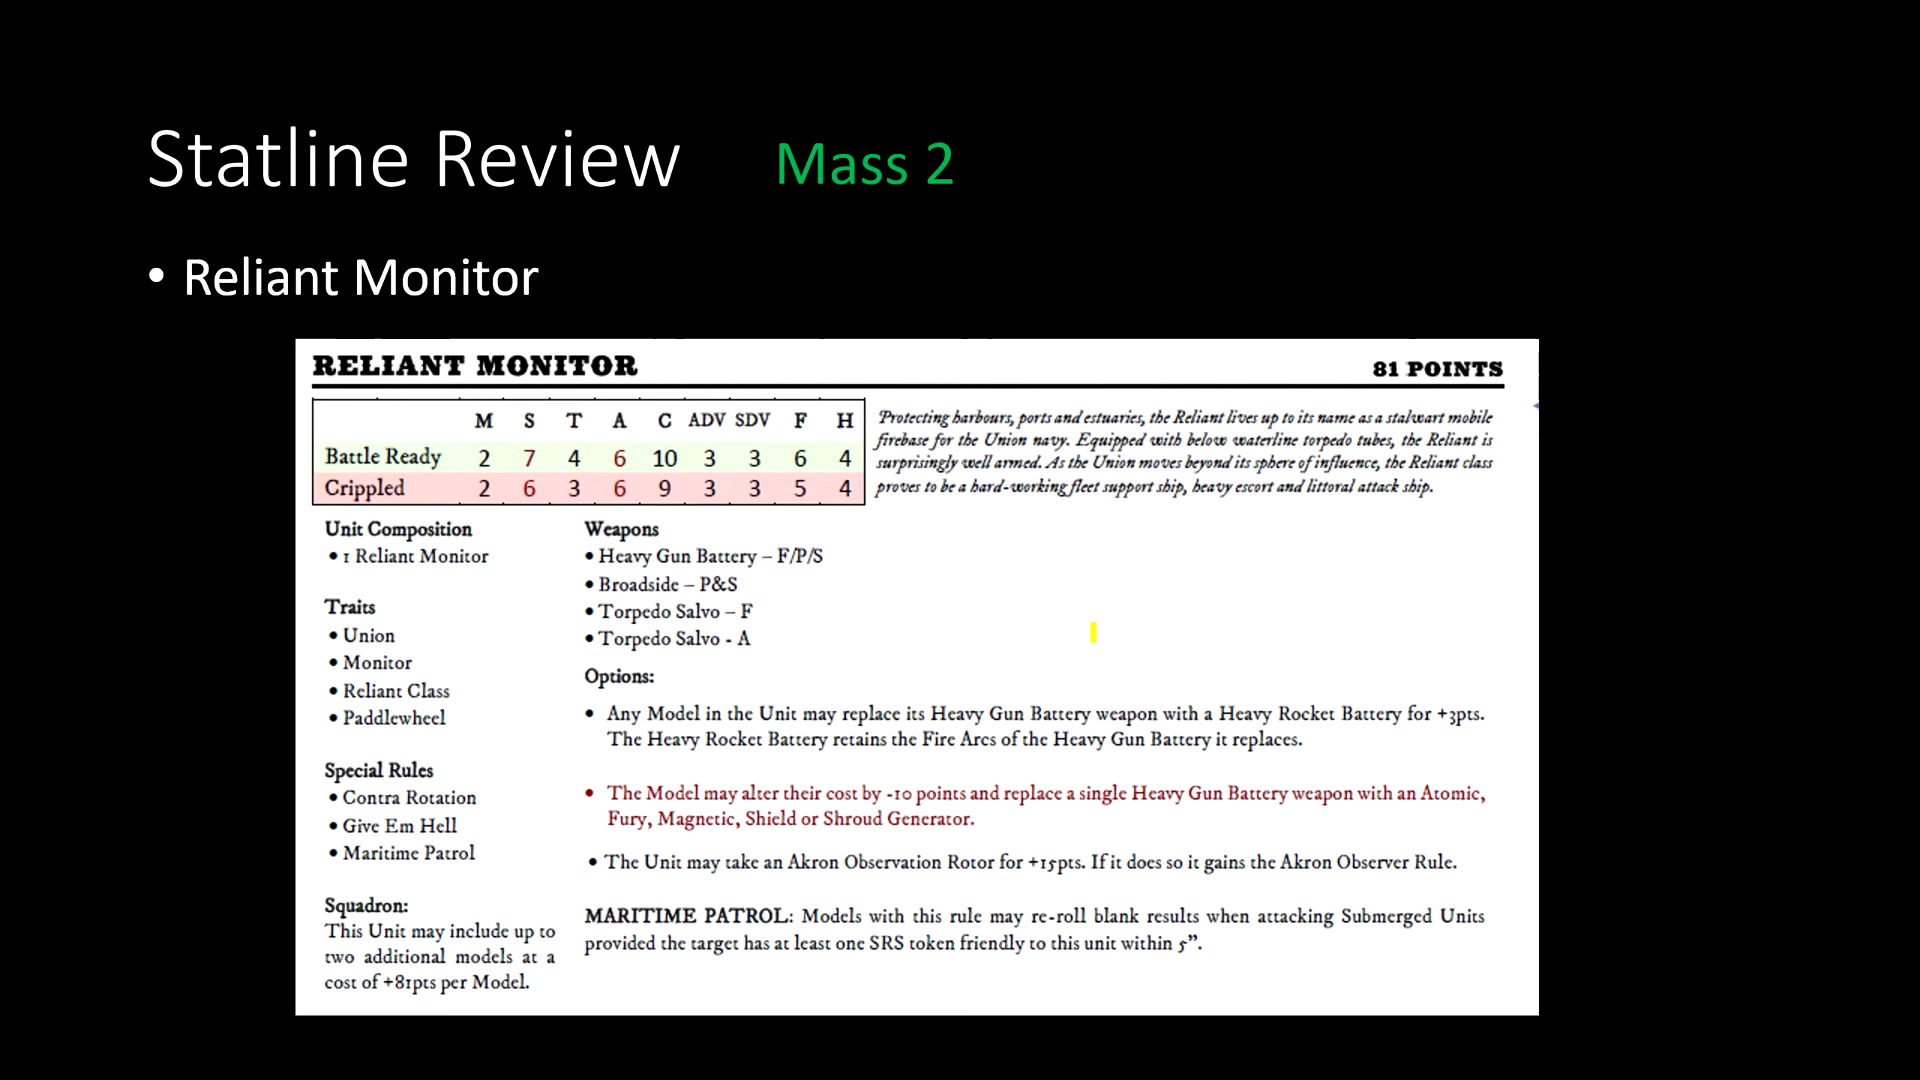 Statline Review Mass 2
• Reliant Monitor
RELIANT MONITOR 81 POINTS
M S T A C ADV SDV F H
Battle Ready 2 7 4 6 10 3 3 6 4
Crippled 2 6 3 6 9 3 3 5 4
Protecting harbours, ports and estuaries, the Reliant lives up to its name as a stalwart mobile
firebase for the Union navy. Equipped with below waterline torpedo tubes, the Reliant is
surprisingly well armed. As the Union moves beyond its sphere of influence, the Reliant class
proves to be a hard-working fleet support ship, heavy escort and littoral attack ship.
Unit Composition
• 1 Reliant Monitor
Traits
• Union
• Monitor
• Reliant Class
• Paddlewheel
Special Rules
• Contra Rotation
• Give Em Hell
• Maritime Patrol
Squadron:
This Unit may include up to
two additional models at a
cost of +81pts per Model.
Weapons
• Heavy Gun Battery – F/P/S
• Broadside – P&S
• Torpedo Salvo – F
• Torpedo Salvo - A
Options:
• Any Model in the Unit may replace its Heavy Gun Battery weapon with a Heavy Rocket Battery for +3pts.
The Heavy Rocket Battery retains the Fire Arcs of the Heavy Gun Battery it replaces.
• The Model may alter their cost by -10 points and replace a single Heavy Gun Battery weapon with an Atomic,
Fury, Magnetic, Shield or Shroud Generator.
• The Unit may take an Akron Observation Rotor for +15pts. If it does so it gains the Akron Observer Rule.
MARITIME PATROL: Models with this rule may re-roll blank results when attacking Submerged Units
provided the target has at least one SRS token friendly to this unit within 5”.